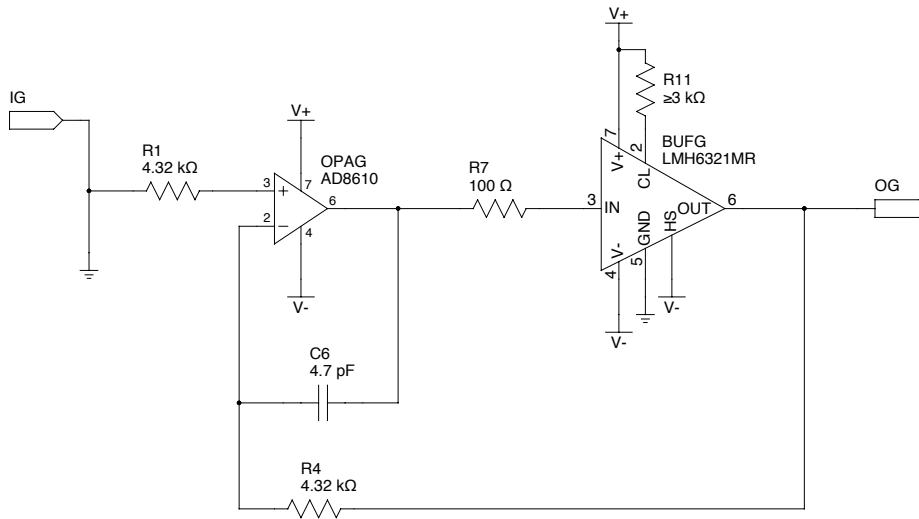 V+
R11
≥3 kΩ
IG
V+
7
2
BUFG
LMH6321MR
R1
4.32 kΩ
OPAG
AD8610
R7
100 Ω
V+
CL
OG
3
+
7
6
3
IN
OUT
6
2
−
4
V-
GND
HS
4
5
V-
V-
V-
C6
4.7 pF
R4
4.32 kΩ